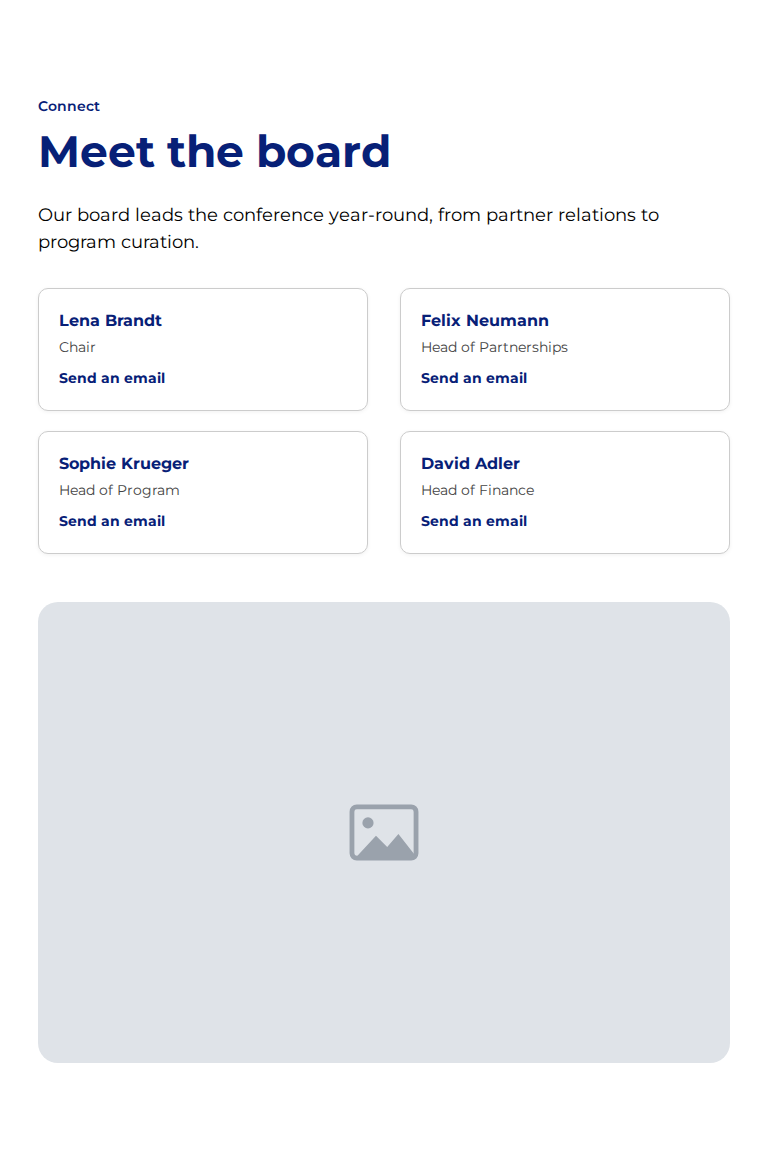 Connect
Meet the board
Our board leads the conference year-round, from partner relations to
program curation.
Lena Brandt
Chair
Send an email
Felix Neumann
Head of Partnerships
Send an email
Sophie Krueger
Head of Program
Send an email
David Adler
Head of Finance
Send an email